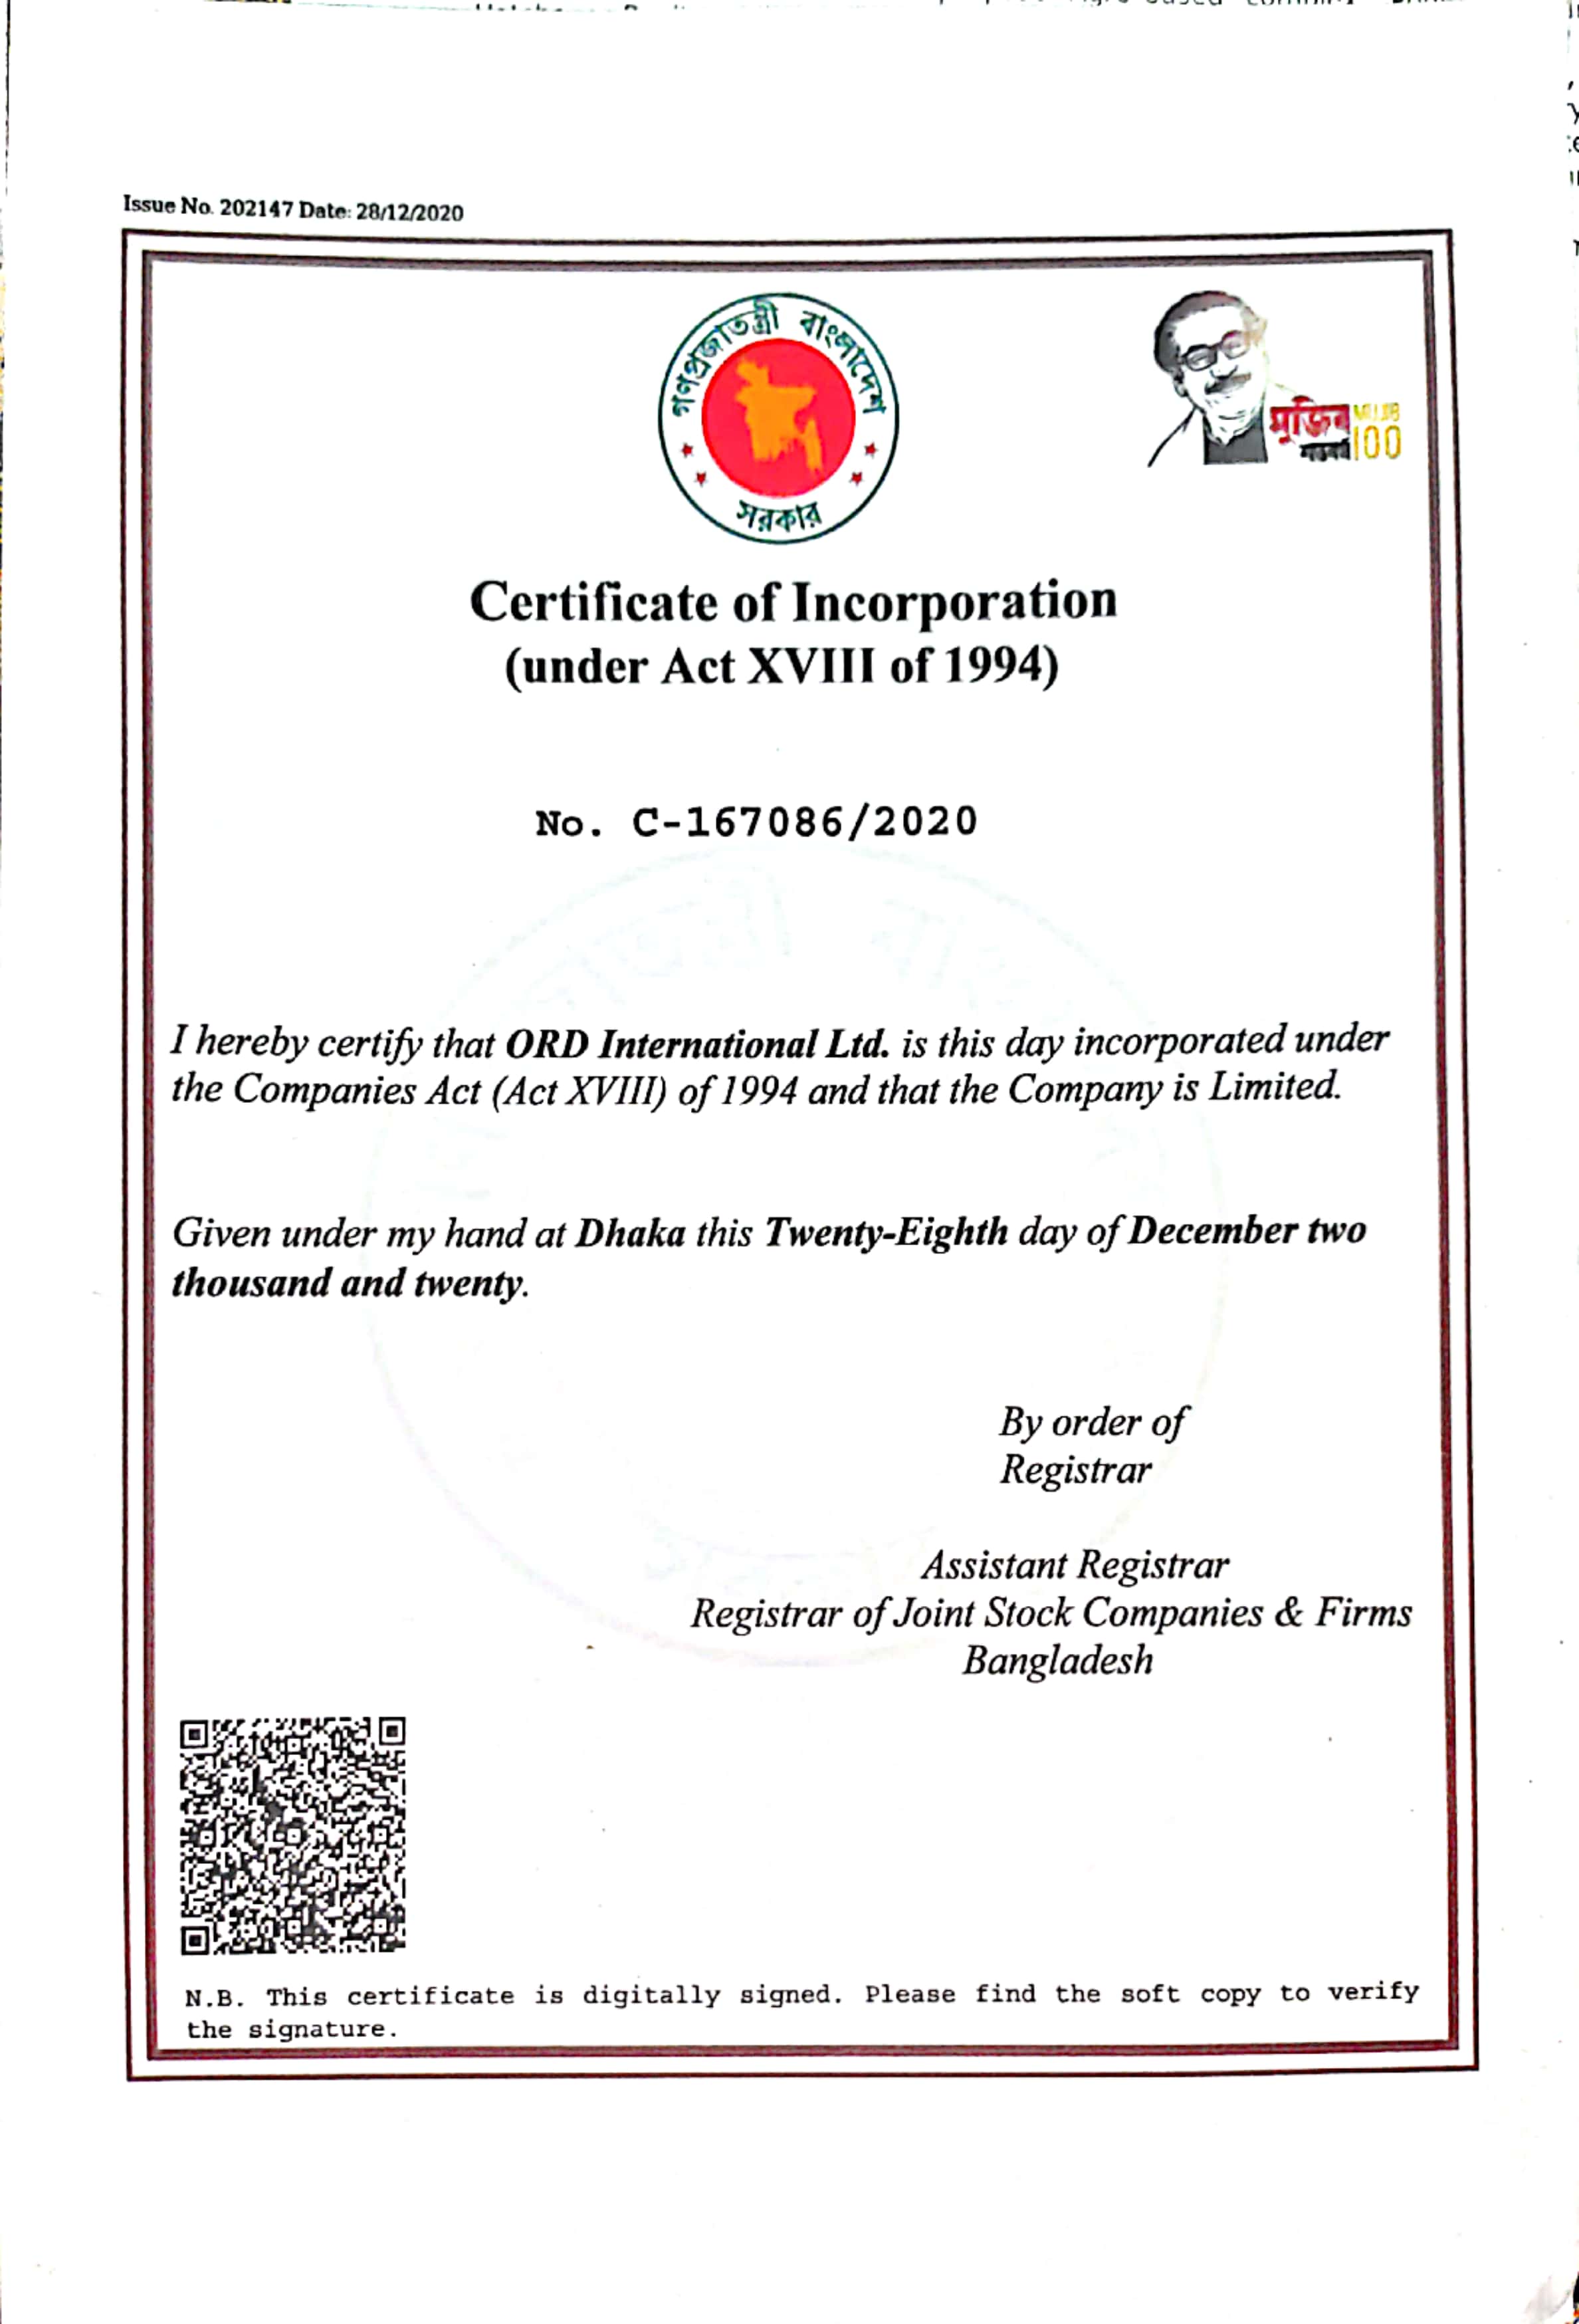 Issue No. 202147 Date: 28/12/2020
গণপ্রজাতন্ত্রী বাংলাদেশ
সরকার
মুজিব MUJIB
শতবর্ষ 100
Certificate of Incorporation
(under Act XVIII of 1994)
No. C-167086/2020
I hereby certify that ORD International Ltd. is this day incorporated under
the Companies Act (Act XVIII) of 1994 and that the Company is Limited.
Given under my hand at Dhaka this Twenty-Eighth day of December two
thousand and twenty.
By order of
Registrar
Assistant Registrar
Registrar of Joint Stock Companies & Firms
Bangladesh
N.B. This certificate is digitally signed. Please find the soft copy to verify
the signature.